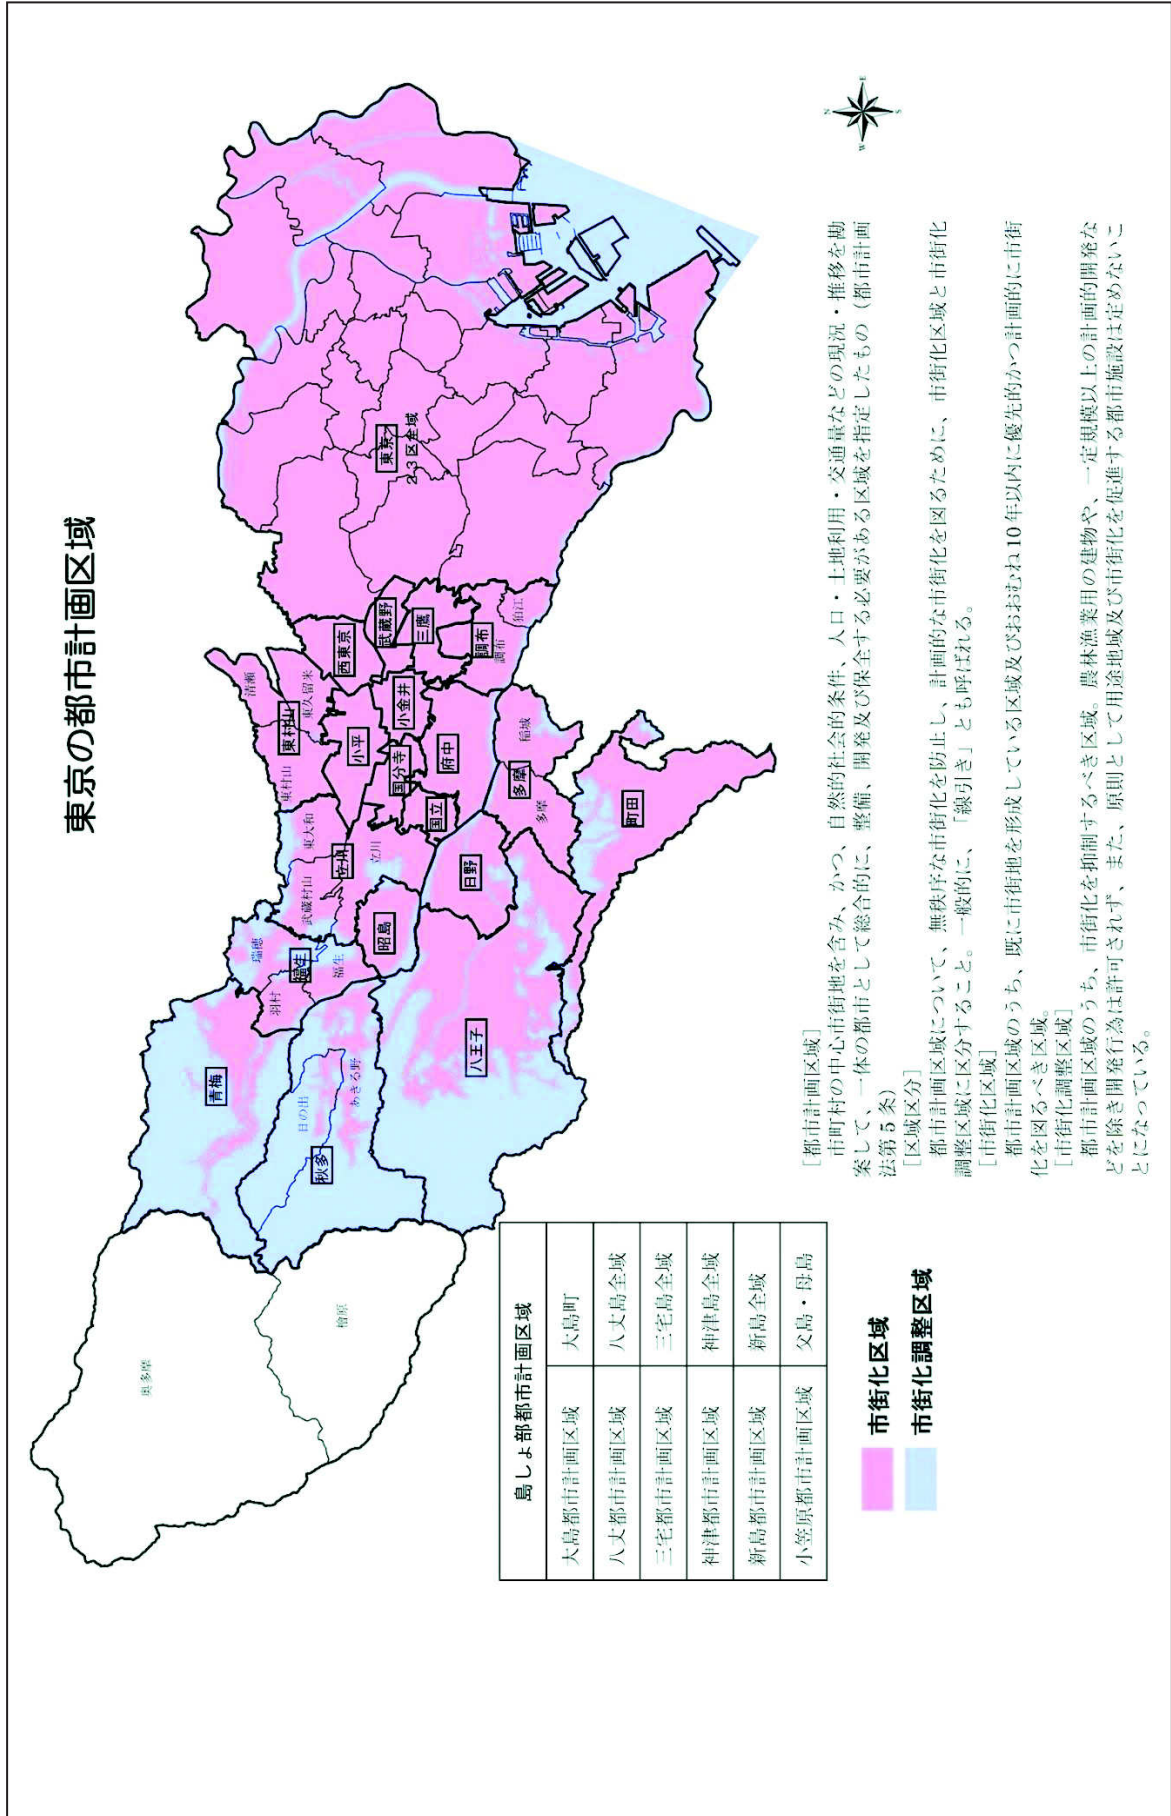 東京の都市計画区域
N
E
S
W
奥多摩
檜原
青梅
日の出
あきる野
秋多
瑞穂
羽村
福生
福生
八王子
昭島
武蔵村山
東大和
立川
立川
日野
東村山
東村山
清瀬
東久留米
小平
国分寺
国立
府中
小金井
西東京
武蔵野
三鷹
調布
調布
狛江
多摩
多摩
稲城
町田
東京
23区全域
島しょ部都市計画区域
大島都市計画区域 大島町
八丈都市計画区域 八丈島全域
三宅都市計画区域 三宅島全域
神津都市計画区域 神津島全域
新島都市計画区域 新島全域
小笠原都市計画区域 父島・母島
市街化区域
市街化調整区域
[都市計画区域]
市町村の中心市街地を含み、かつ、自然的社会的条件、人口・土地利用・交通量などの現況・推移を勘
案して、一体の都市として総合的に、整備、開発及び保全する必要がある区域を指定したもの（都市計画
法第5条）
[区域区分]
都市計画区域について、無秩序な市街化を防止し、計画的な市街化を図るために、市街化区域と市街化
調整区域に区分すること。一般的に、「線引き」とも呼ばれる。
[市街化区域]
都市計画区域のうち、既に市街地を形成している区域及びおおむね10年以内に優先的かつ計画的に市街
化を図るべき区域。
[市街化調整区域]
都市計画区域のうち、市街化を抑制するべき区域。農林漁業用の建物や、一定規模以上の計画的開発な
どを除き開発行為は許可されず、また、原則として用途地域及び市街化を促進する都市施設は定めないこ
とになっている。